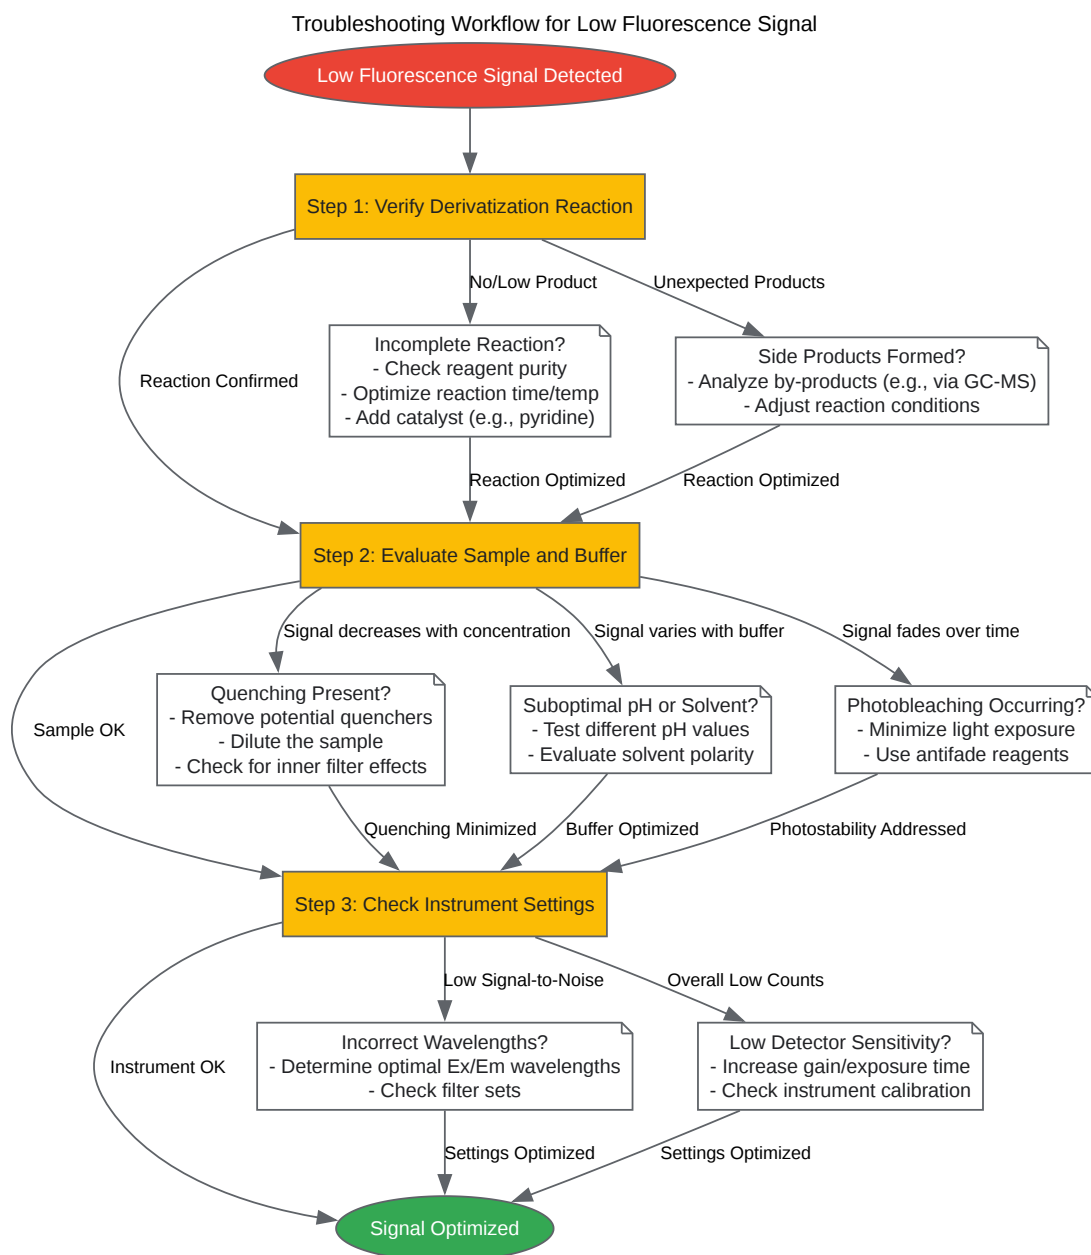 Troubleshooting Workflow for Low Fluorescence Signal
Low Fluorescence Signal Detected
Step 1: Verify Derivatization Reaction
No/Low Product
Unexpected Products
Reaction Confirmed
Incomplete Reaction?
- Check reagent purity
- Optimize reaction time/temp
- Add catalyst (e.g., pyridine)
Side Products Formed?
- Analyze by-products (e.g., via GC-MS)
- Adjust reaction conditions
Reaction Optimized
Reaction Optimized
Step 2: Evaluate Sample and Buffer
Signal decreases with concentration
Signal varies with buffer
Signal fades over time
Sample OK
Quenching Present?
- Remove potential quenchers
- Dilute the sample
- Check for inner filter effects
Suboptimal pH or Solvent?
- Test different pH values
- Evaluate solvent polarity
Photobleaching Occurring?
- Minimize light exposure
- Use antifade reagents
Quenching Minimized
Buffer Optimized
Photostability Addressed
Step 3: Check Instrument Settings
Low Signal-to-Noise
Overall Low Counts
Instrument OK
Incorrect Wavelengths?
- Determine optimal Ex/Em wavelengths
- Check filter sets
Low Detector Sensitivity?
- Increase gain/exposure time
- Check instrument calibration
Settings Optimized
Settings Optimized
Signal Optimized